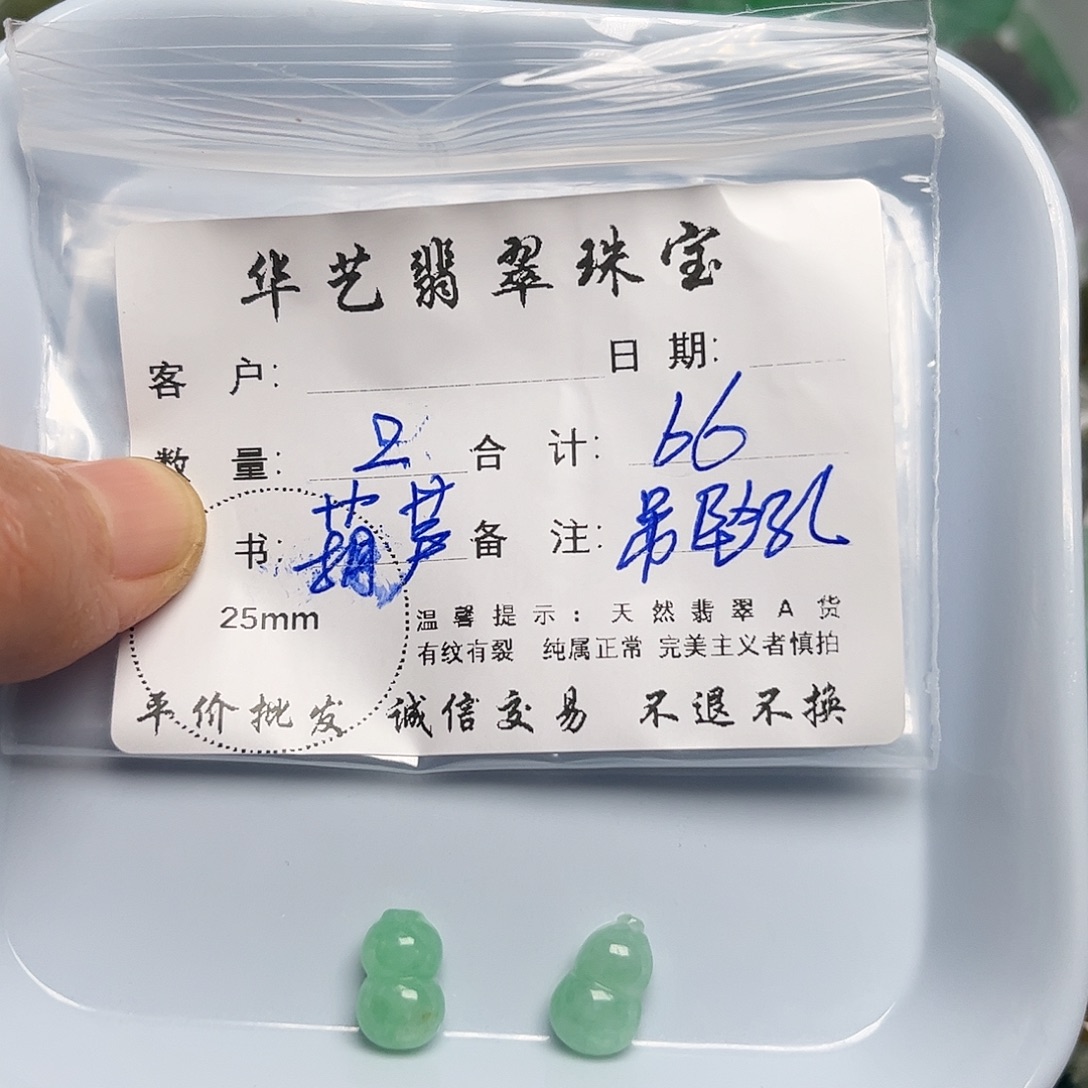 华艺翡翠珠宝
客 户: 日 期:
数 量: 2 合 计: 66
书: 葫芦 备 注: 吊坠孔
25mm
温馨提示: 天然翡翠A货
有纹有裂 纯属正常 完美主义者慎拍
平价批发 诚信交易 不退不换